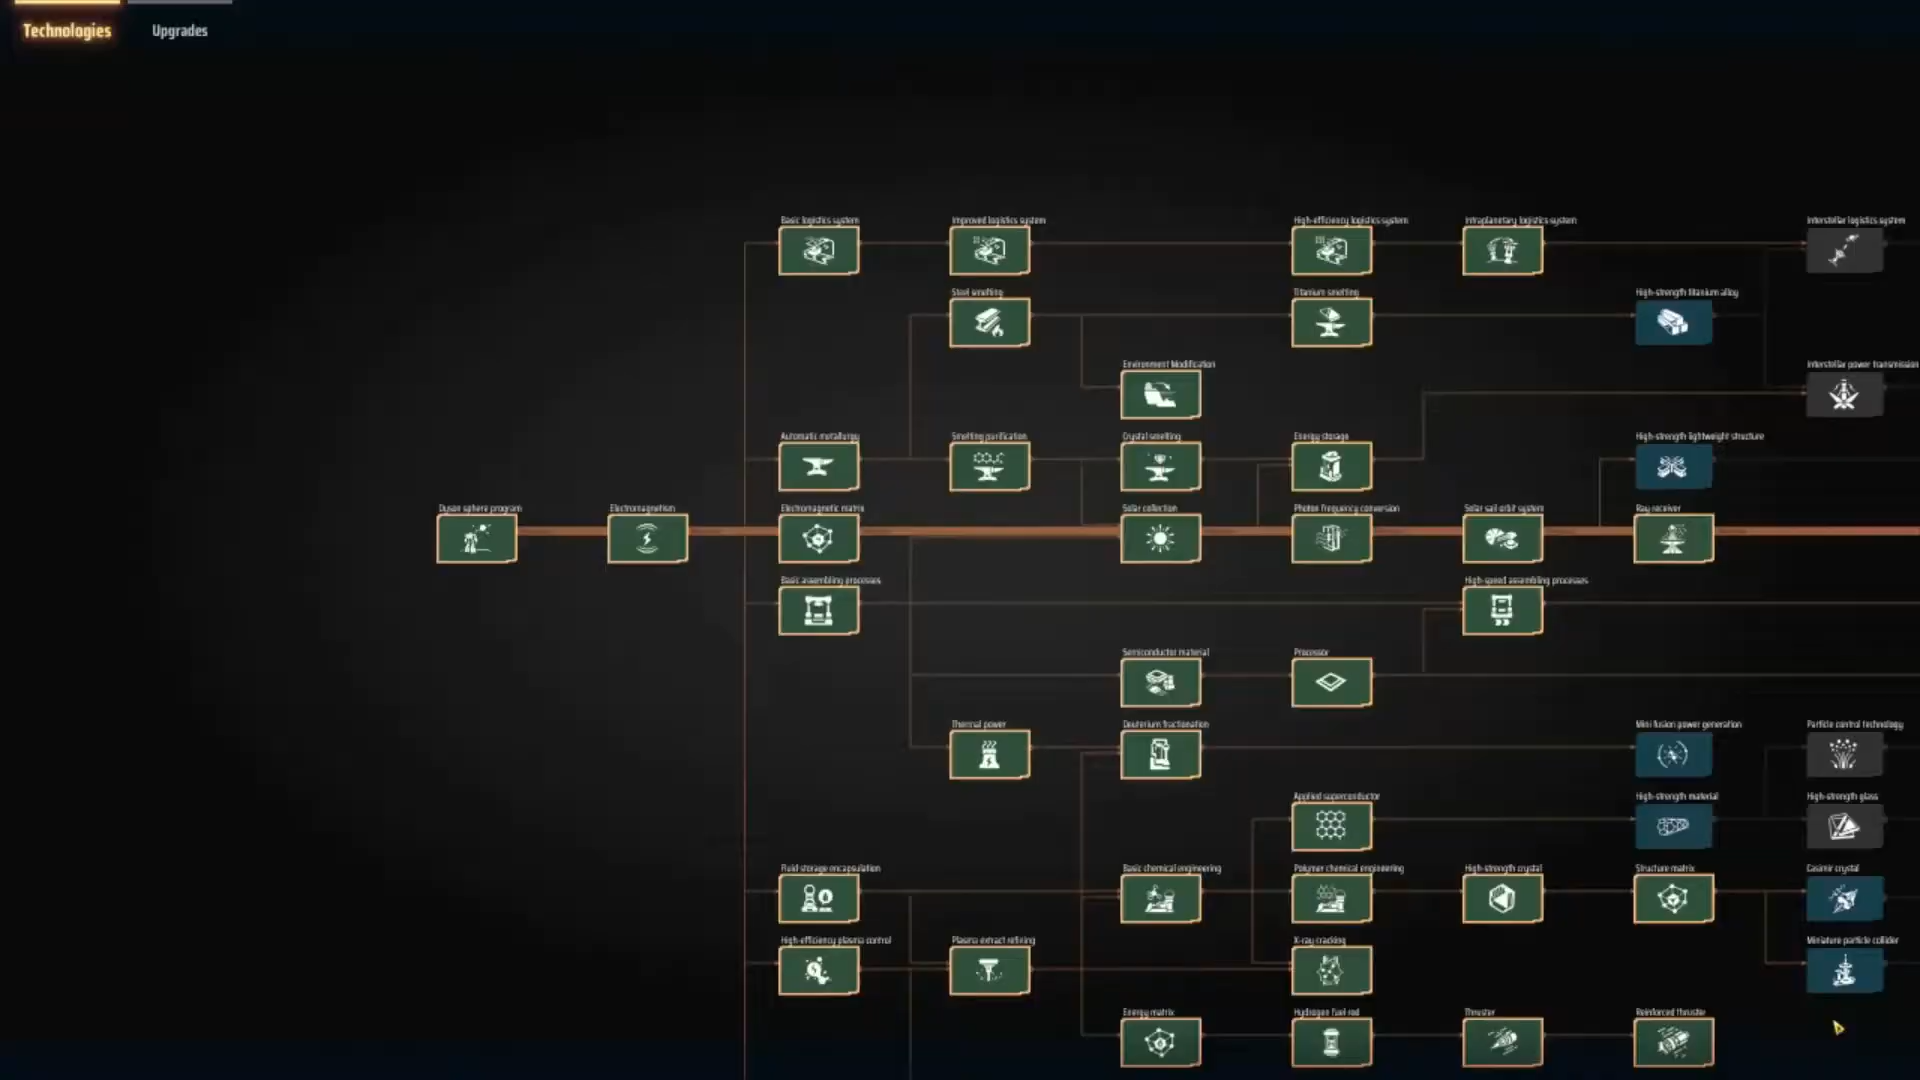 Technologies
Upgrades
Basic logistics system
Improved logistics system
High-efficiency logistics system
Intraplanetary logistics system
Interstellar logistics system
Steel smelting
Titanium smelting
High-strength titanium alloy
Environment Modification
Interstellar power transmission
Automatic metallurgy
Smelting purification
Crystal smelting
Energy storage
High-strength lightweight structure
Dyson sphere program
Electromagnetism
Electromagnetic matrix
Solar collection
Photon frequency conversion
Solar sail orbit system
Ray receiver
Basic assembling processes
High-speed assembling processes
Semiconductor material
Processor
Thermal power
Deuterium fractionation
Mini fusion power generation
Particle control technology
Applied superconductor
High-strength material
High-strength glass
Fluid storage encapsulation
Basic chemical engineering
Polymer chemical engineering
High-strength crystal
Structure matrix
Casimir crystal
High-efficiency plasma control
Plasma extract refining
X-ray cracking
Miniature particle collider
Energy matrix
Hydrogen fuel rod
Thruster
Reinforced thruster